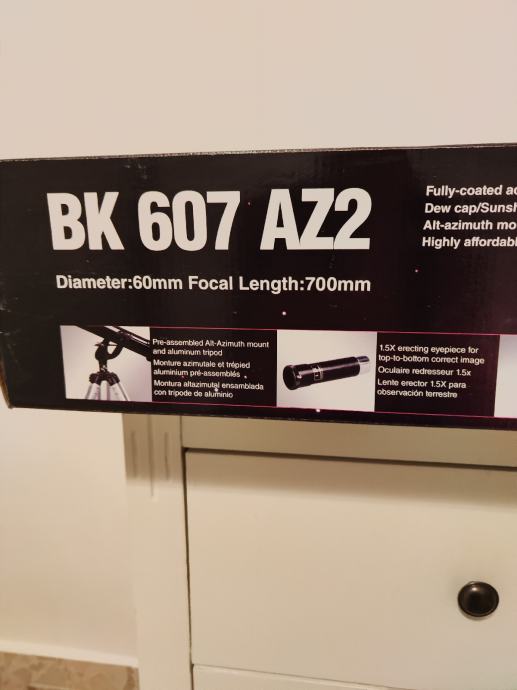 BK 607 AZ2
Diameter:60mm Focal Length:700mm
Fully-coated
Dew cap/Sunsh
Alt-azimuth mo
Highly affordabl
Pre-assembled Alt-Azimuth mount
and aluminum tripod
Monture azimutale et trépied
aluminium pré-assemblés
Montura altazimutal ensamblada
con trípode de aluminio
1.5X erecting eyepiece for
top-to-bottom correct image
Oculaire redresseur 1.5x
Lente erector 1.5X para
observación terrestre